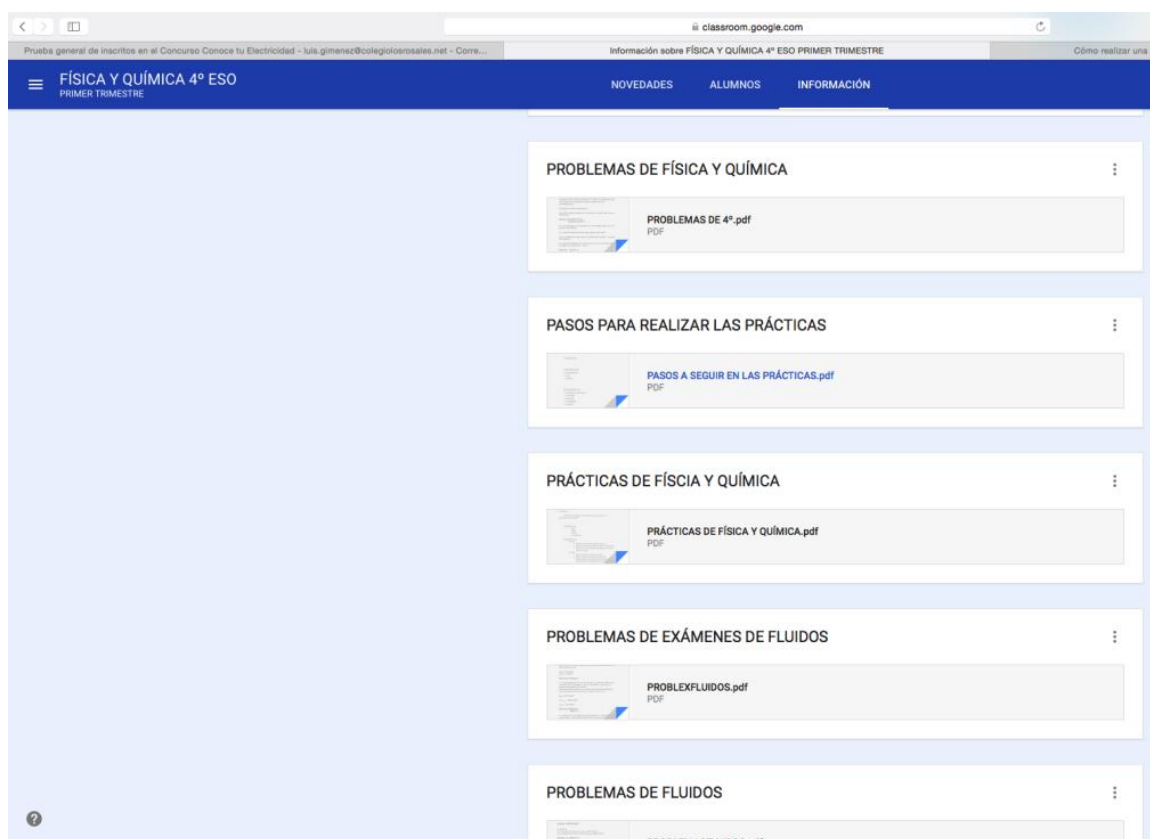 classroom.google.com
Prueba general de inscritos en el Concurso Conoce tu Electricidad - luis.gimenez@colegiolosrosales.net - Corre...
Información sobre FÍSICA Y QUÍMICA 4º ESO PRIMER TRIMESTRE
Cómo realizar una
FÍSICA Y QUÍMICA 4º ESO
PRIMER TRIMESTRE
NOVEDADES
ALUMNOS
INFORMACIÓN
PROBLEMAS DE FÍSICA Y QUÍMICA
PROBLEMAS DE 4º.pdf
PDF
PASOS PARA REALIZAR LAS PRÁCTICAS
PASOS A SEGUIR EN LAS PRÁCTICAS.pdf
PDF
PRÁCTICAS DE FÍSCIA Y QUÍMICA
PRÁCTICAS DE FÍSICA Y QUÍMICA.pdf
PDF
PROBLEMAS DE EXÁMENES DE FLUIDOS
PROBLEXFLUIDOS.pdf
PDF
PROBLEMAS DE FLUIDOS